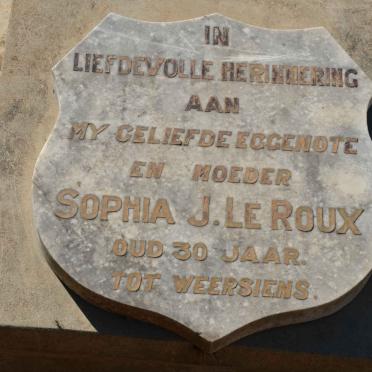 IN
LIEFDEVOLLE HERINNERING
AAN
MY GELIEFDE EGGENOTE
EN MOEDER
SOPHIA J. LE ROUX
OUD 30 JAAR.
TOT WEERSIENS.